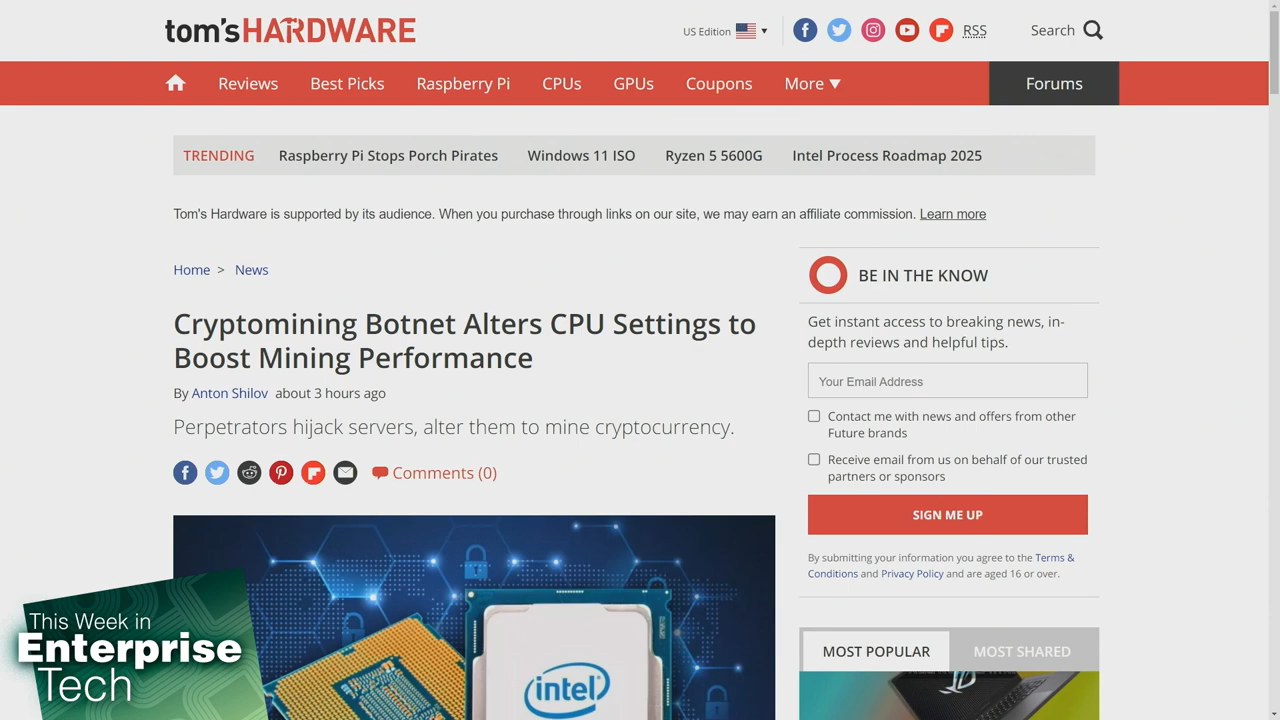 tom'sHARDWARE
US Edition
RSS
Search
Reviews
Best Picks
Raspberry Pi
CPUs
GPUs
Coupons
More ▼
Forums
TRENDING
Raspberry Pi Stops Porch Pirates
Windows 11 ISO
Ryzen 5 5600G
Intel Process Roadmap 2025
Tom's Hardware is supported by its audience. When you purchase through links on our site, we may earn an affiliate commission. Learn more
Home > News
Cryptomining Botnet Alters CPU Settings to
Boost Mining Performance
By Anton Shilov about 3 hours ago
Perpetrators hijack servers, alter them to mine cryptocurrency.
Comments (0)
intel
BE IN THE KNOW
Get instant access to breaking news, in-
depth reviews and helpful tips.
Your Email Address
Contact me with news and offers from other
Future brands
Receive email from us on behalf of our trusted
partners or sponsors
SIGN ME UP
By submitting your information you agree to the Terms &
Conditions and Privacy Policy and are aged 16 or over.
MOST POPULAR
MOST SHARED
This Week in
Enterprise
Tech